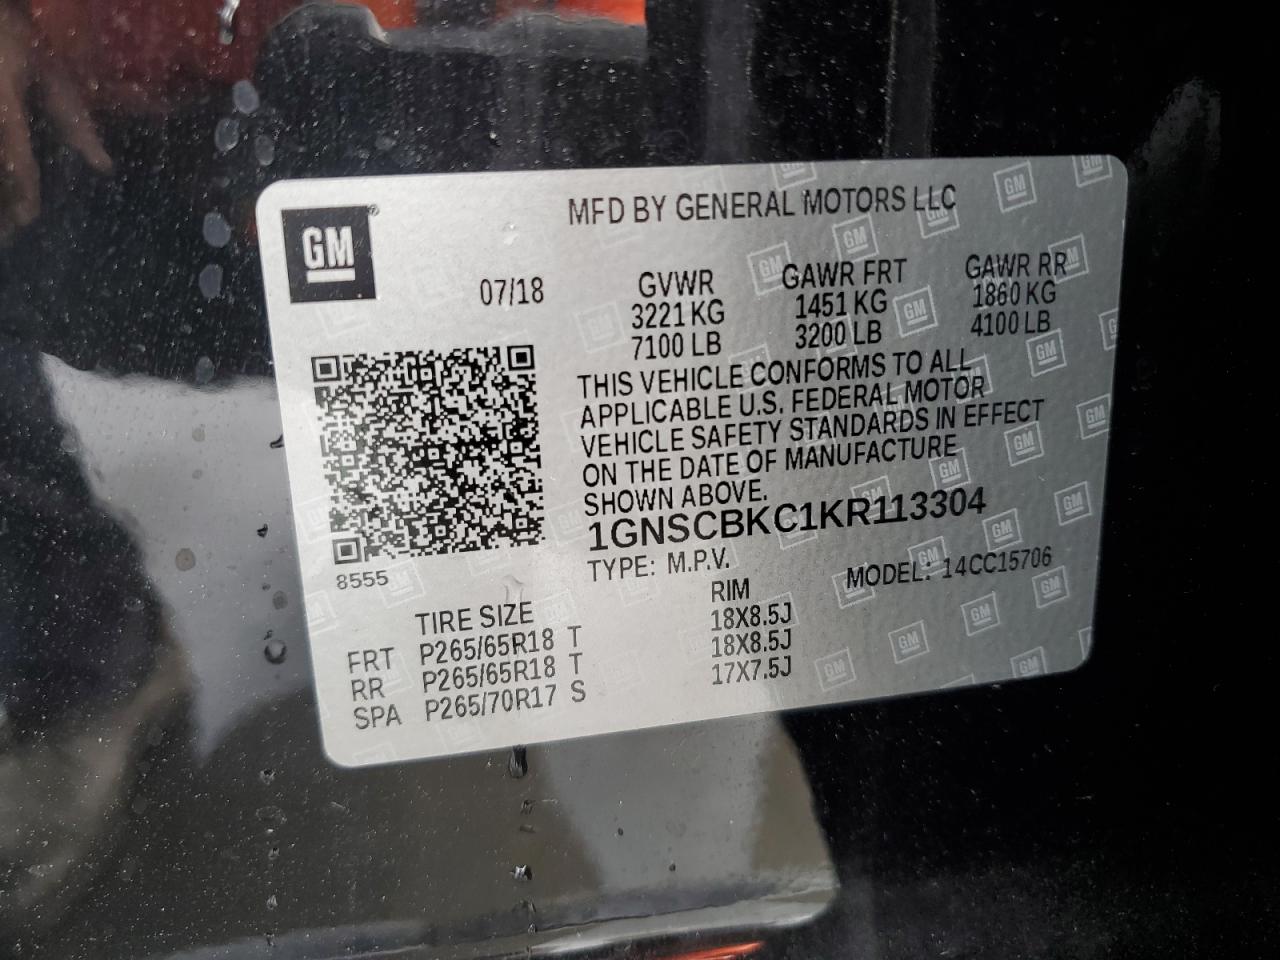 MFD BY GENERAL MOTORS LLC
GM®
07/18
GVWR GAWR FRT GAWR RR
3221 KG 1451 KG 1860 KG
7100 LB 3200 LB 4100 LB
THIS VEHICLE CONFORMS TO ALL
APPLICABLE U.S. FEDERAL MOTOR
VEHICLE SAFETY STANDARDS IN EFFECT
ON THE DATE OF MANUFACTURE
SHOWN ABOVE.
1GNSCBKC1KR113304
8555
TYPE: M.P.V. MODEL: 14CC15706
TIRE SIZE RIM
FRT P265/65R18 T 18X8.5J
RR P265/65R18 T 18X8.5J
SPA P265/70R17 S 17X7.5J